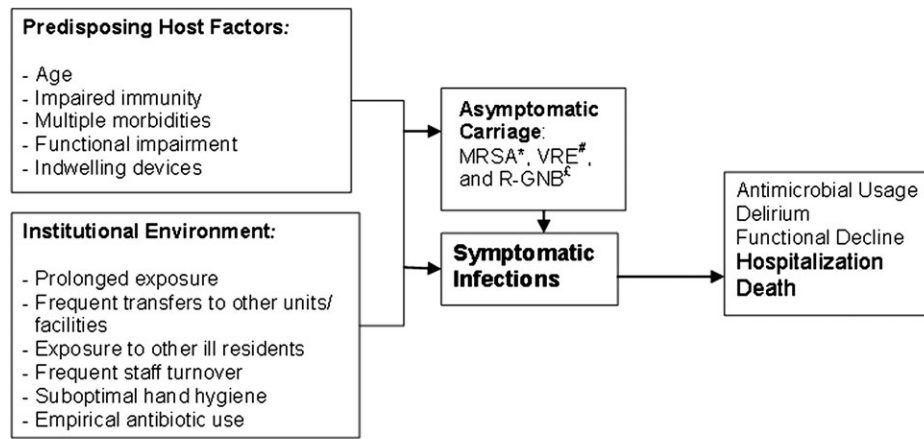 Predisposing Host Factors:
- Age
- Impaired immunity
- Multiple morbidities
- Functional impairment
- Indwelling devices
Institutional Environment:
- Prolonged exposure
- Frequent transfers to other units/
facilities
- Exposure to other ill residents
- Frequent staff turnover
- Suboptimal hand hygiene
- Empirical antibiotic use
Asymptomatic
Carriage:
MRSA*, VRE#,
and R-GNB£
Symptomatic
Infections
Antimicrobial Usage
Delirium
Functional Decline
Hospitalization
Death